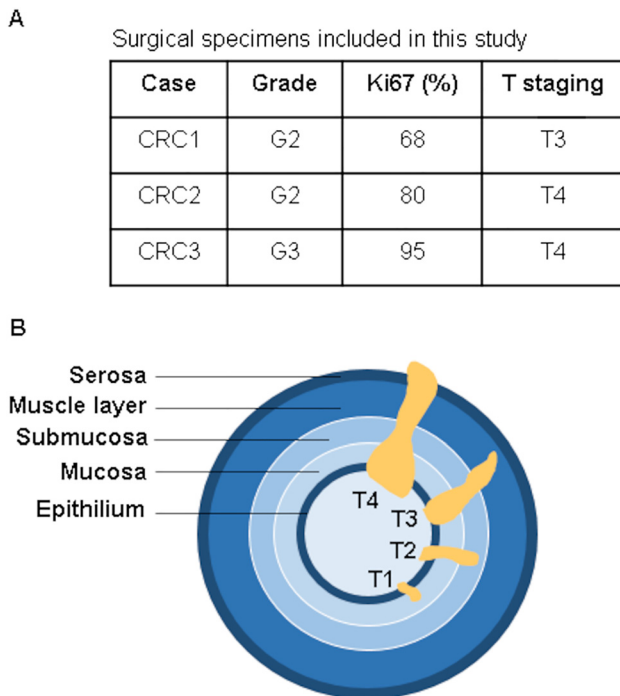 A
Surgical specimens included in this study
Case Grade Ki67 (%) T staging
CRC1 G2 68 T3
CRC2 G2 80 T4
CRC3 G3 95 T4
B
Serosa
Muscle layer
Submucosa
Mucosa
Epithilium
T4
T3
T2
T1